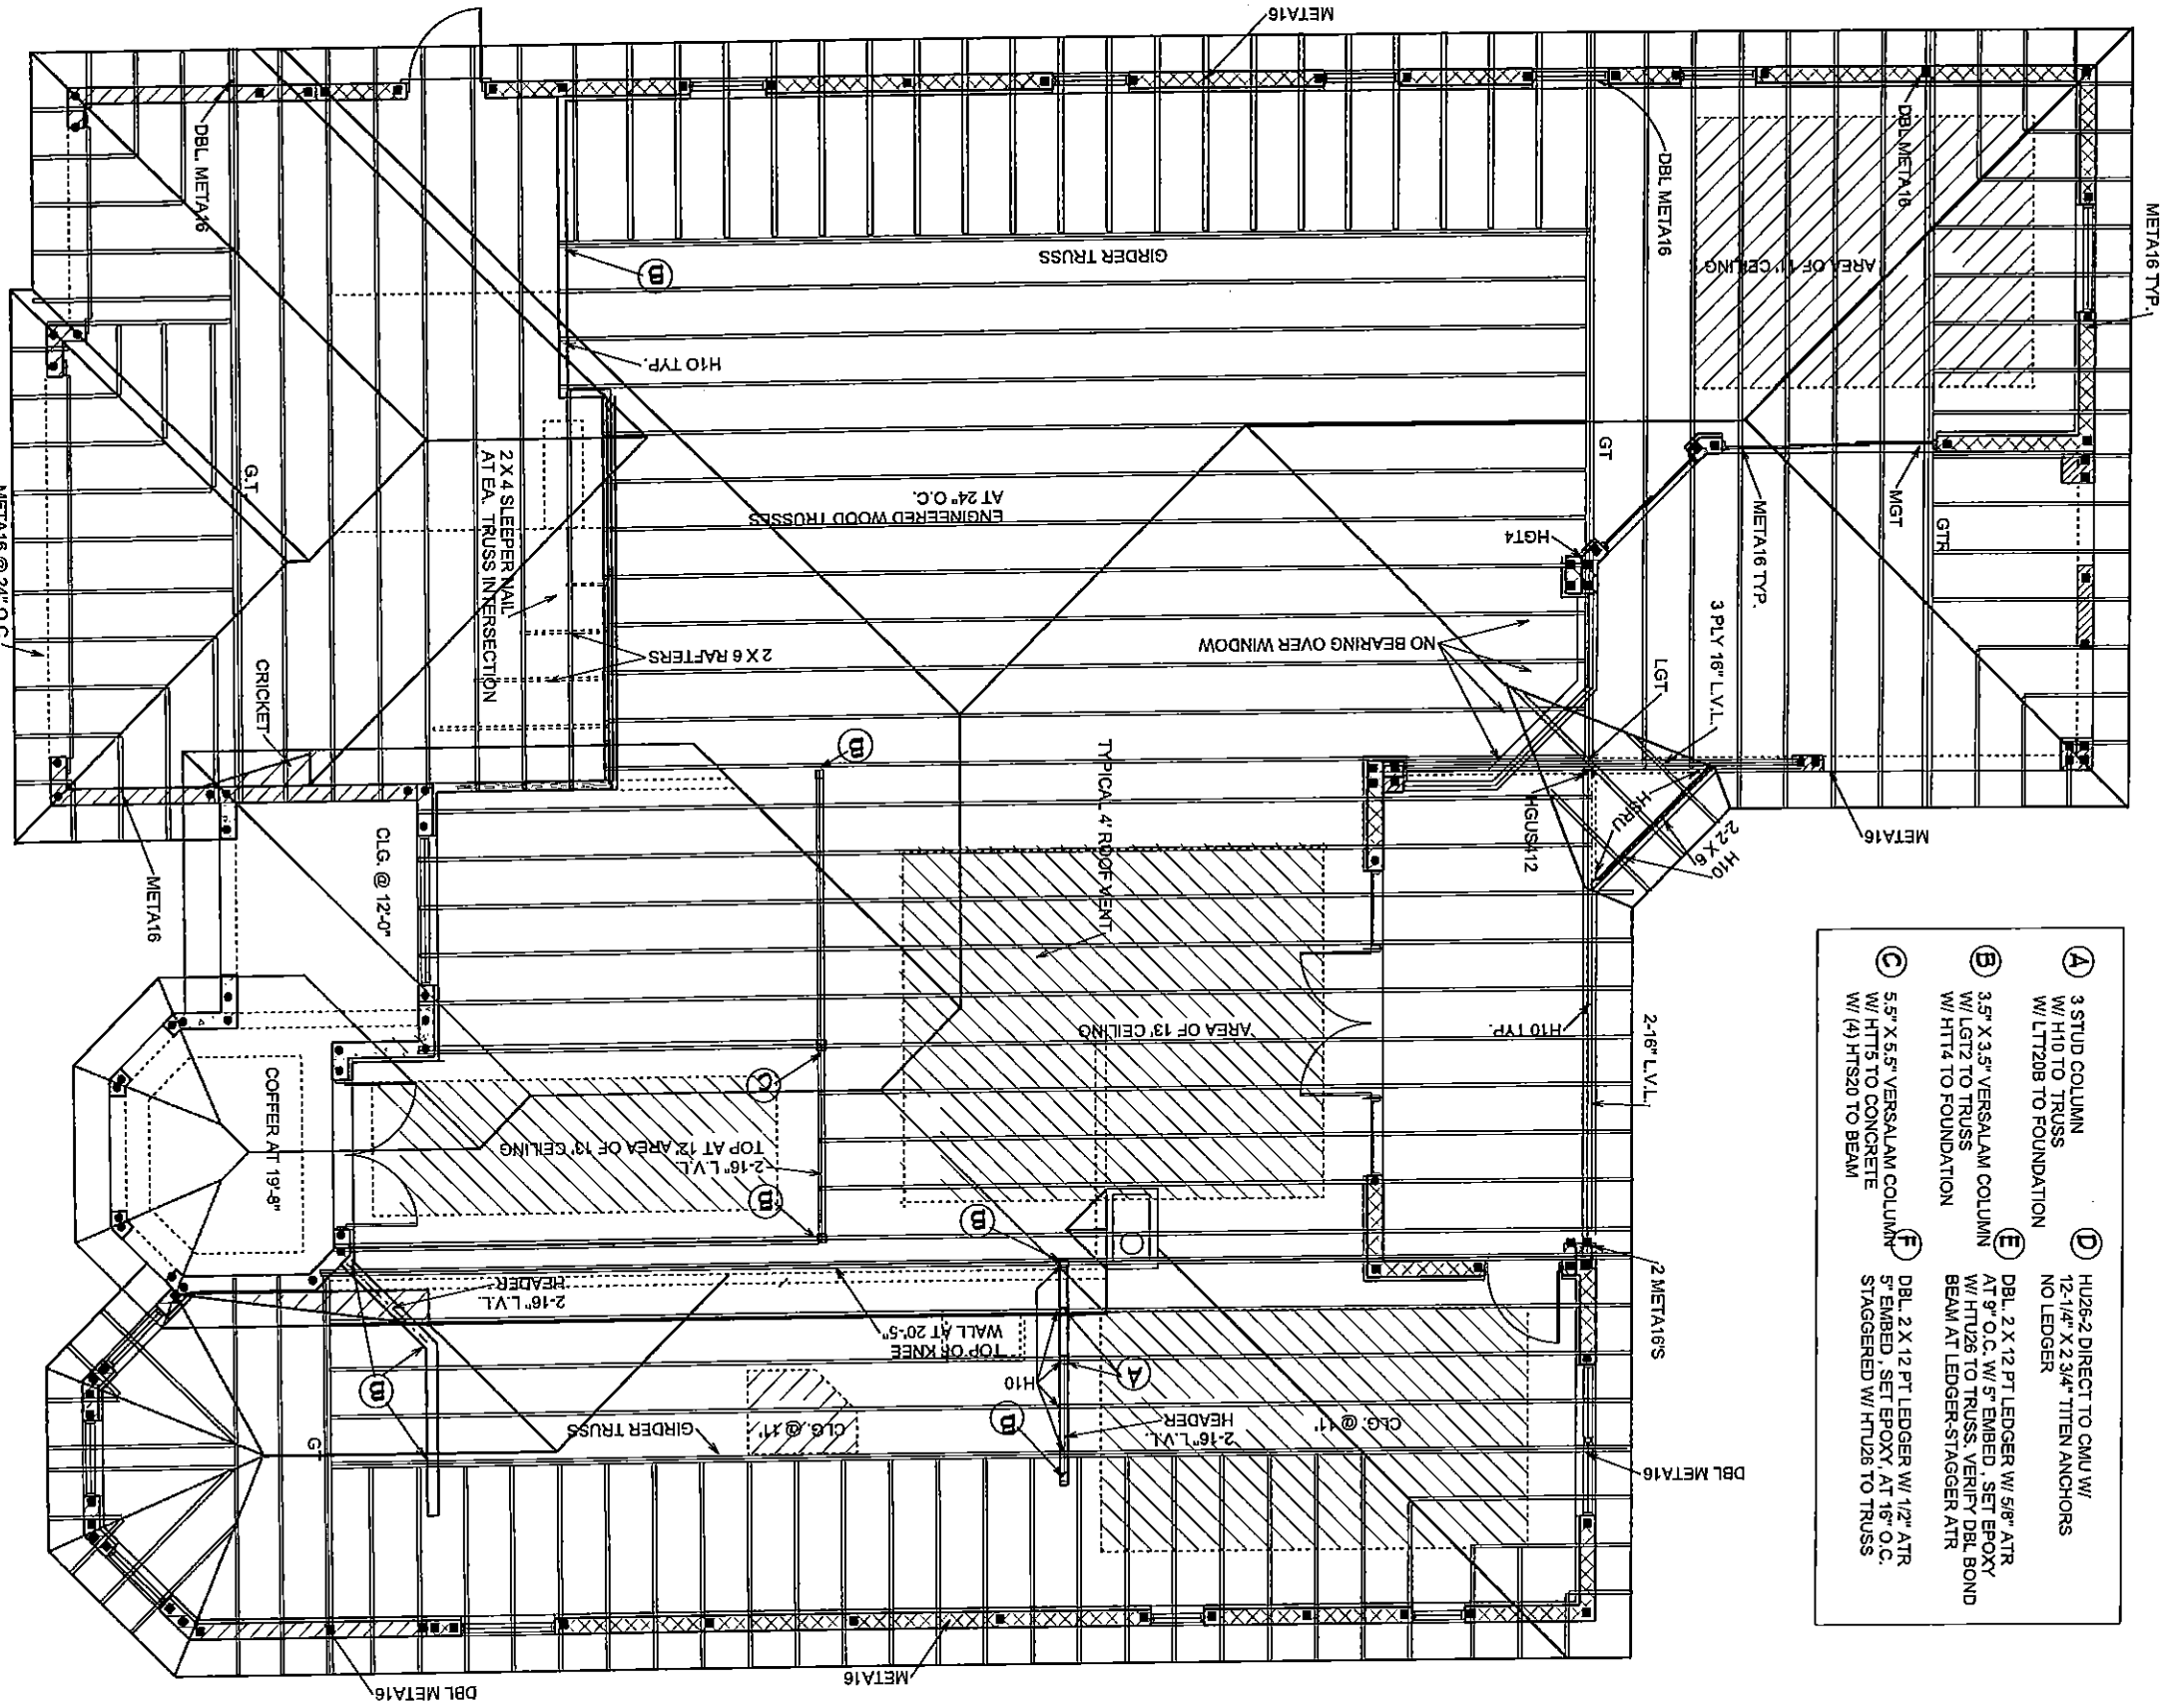 META16
META16 TYP.
DBL. META16
DBL META16
DBL META16
AREA OF 11' CEILING
GIRDER TRUSS
B
H10 TYP.
2 X 4 SLEEPER NAIL
AT EA. TRUSS INTERSECTION
ENGINEERED WOOD TRUSSES
AT 24" O.C.
GT
HGT4
META16 TYP.
MGT
GTR
G.T.
META16 @ 24" O.C.
CRICKET
2 X 6 RAFTERS
NO BEARING OVER WINDOW
3 PLY 16" L.V.L.
LGT
HGUS412
HSRU
2-2 X 6
H10
META16
META16
CLG. @ 12'-0"
B
TYPICAL 4' ROOF VENT
AREA OF 13' CEILING
H10 TYP.
2-16" L.V.L.
C
COFFER AT 19'-8"
TOP AT 12' AREA OF 13' CEILING
2-16" L.V.L.
B
B
2 META16'S
2-16" L.V.L.
HEADER
TOP OF KNEE
WALL AT 20'-5"
H10
A
B
B
2-16" L.V.L.
HEADER
CLG. @ 11'
CLG. @ 11'
GIRDER TRUSS
G
DBL META16
META16
DBL META16
A
3 STUD COLUMN
W/ H10 TO TRUSS
W/ LTT20B TO FOUNDATION
B
3.5" X 3.5" VERSALAM COLUMN
W/ LGT2 TO TRUSS
W/ HTT4 TO FOUNDATION
C
5.5" X 5.5" VERSALAM COLUMN
W/ HTT5 TO CONCRETE
W/ (4) HTS20 TO BEAM
D
HU26-2 DIRECT TO CMU W/
12-1/4" X 2 3/4" TITEN ANCHORS
NO LEDGER
E
DBL. 2 X 12 PT LEDGER W/ 5/8" ATR
AT 9" O.C. W/ 5" EMBED , SET EPOXY
W/ HTU26 TO TRUSS. VERIFY DBL BOND
BEAM AT LEDGER-STAGGER ATR
F
DBL. 2 X 12 PT LEDGER W/ 1/2" ATR
5" EMBED , SET EPOXY, AT 16" O.C.
STAGGERED W/ HTU26 TO TRUSS